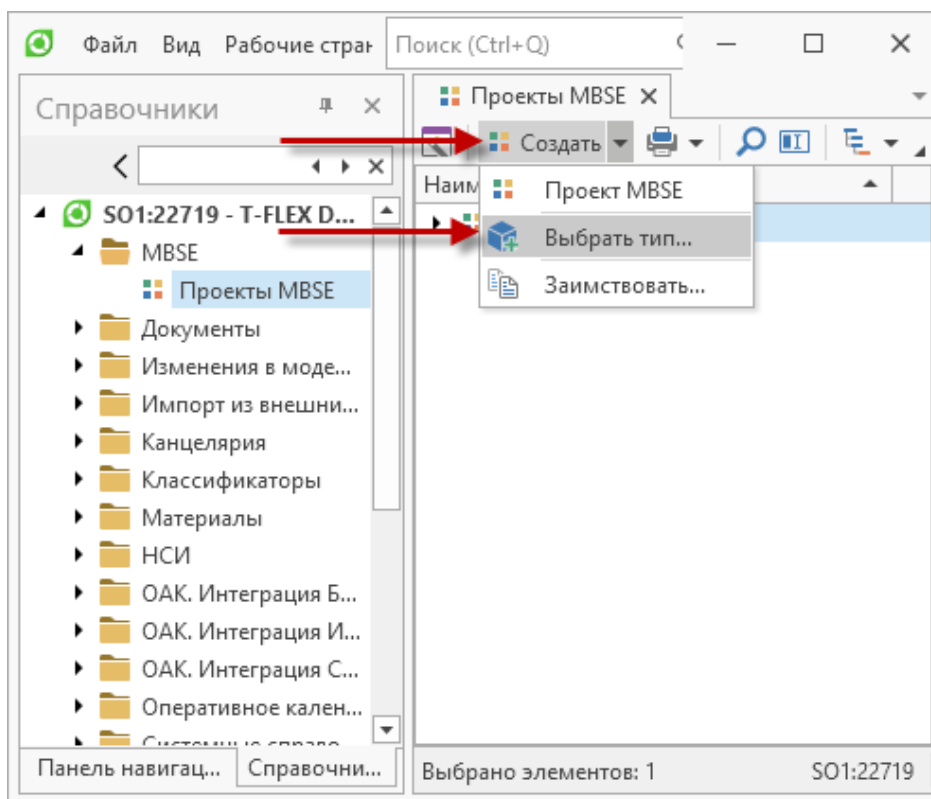 Файл Вид Рабочие стран Поиск (Ctrl+Q)
Справочники
SO1:22719 - T-FLEX D...
MBSE
Проекты MBSE
Документы
Изменения в моде...
Импорт из внешни...
Канцелярия
Классификаторы
Материалы
НСИ
ОАК. Интеграция Б...
ОАК. Интеграция И...
ОАК. Интеграция С...
Оперативное кален...
Панель навигац... Справочни...
Проекты MBSE
Создать
Наим
Проект MBSE
Выбрать тип...
Заимствовать...
Выбрано элементов: 1 SO1:22719